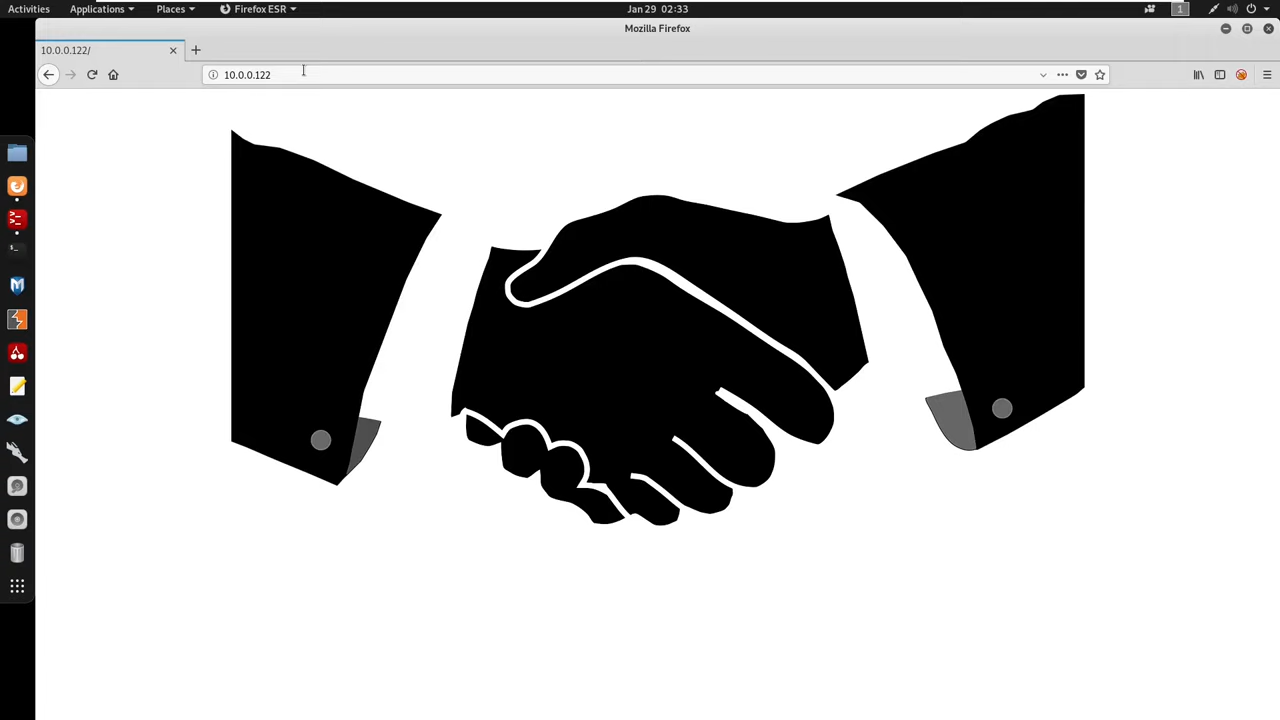 Activities Applications Places Firefox ESR Jan 29 02:33 1
Mozilla Firefox
10.0.0.122/
10.0.0.122